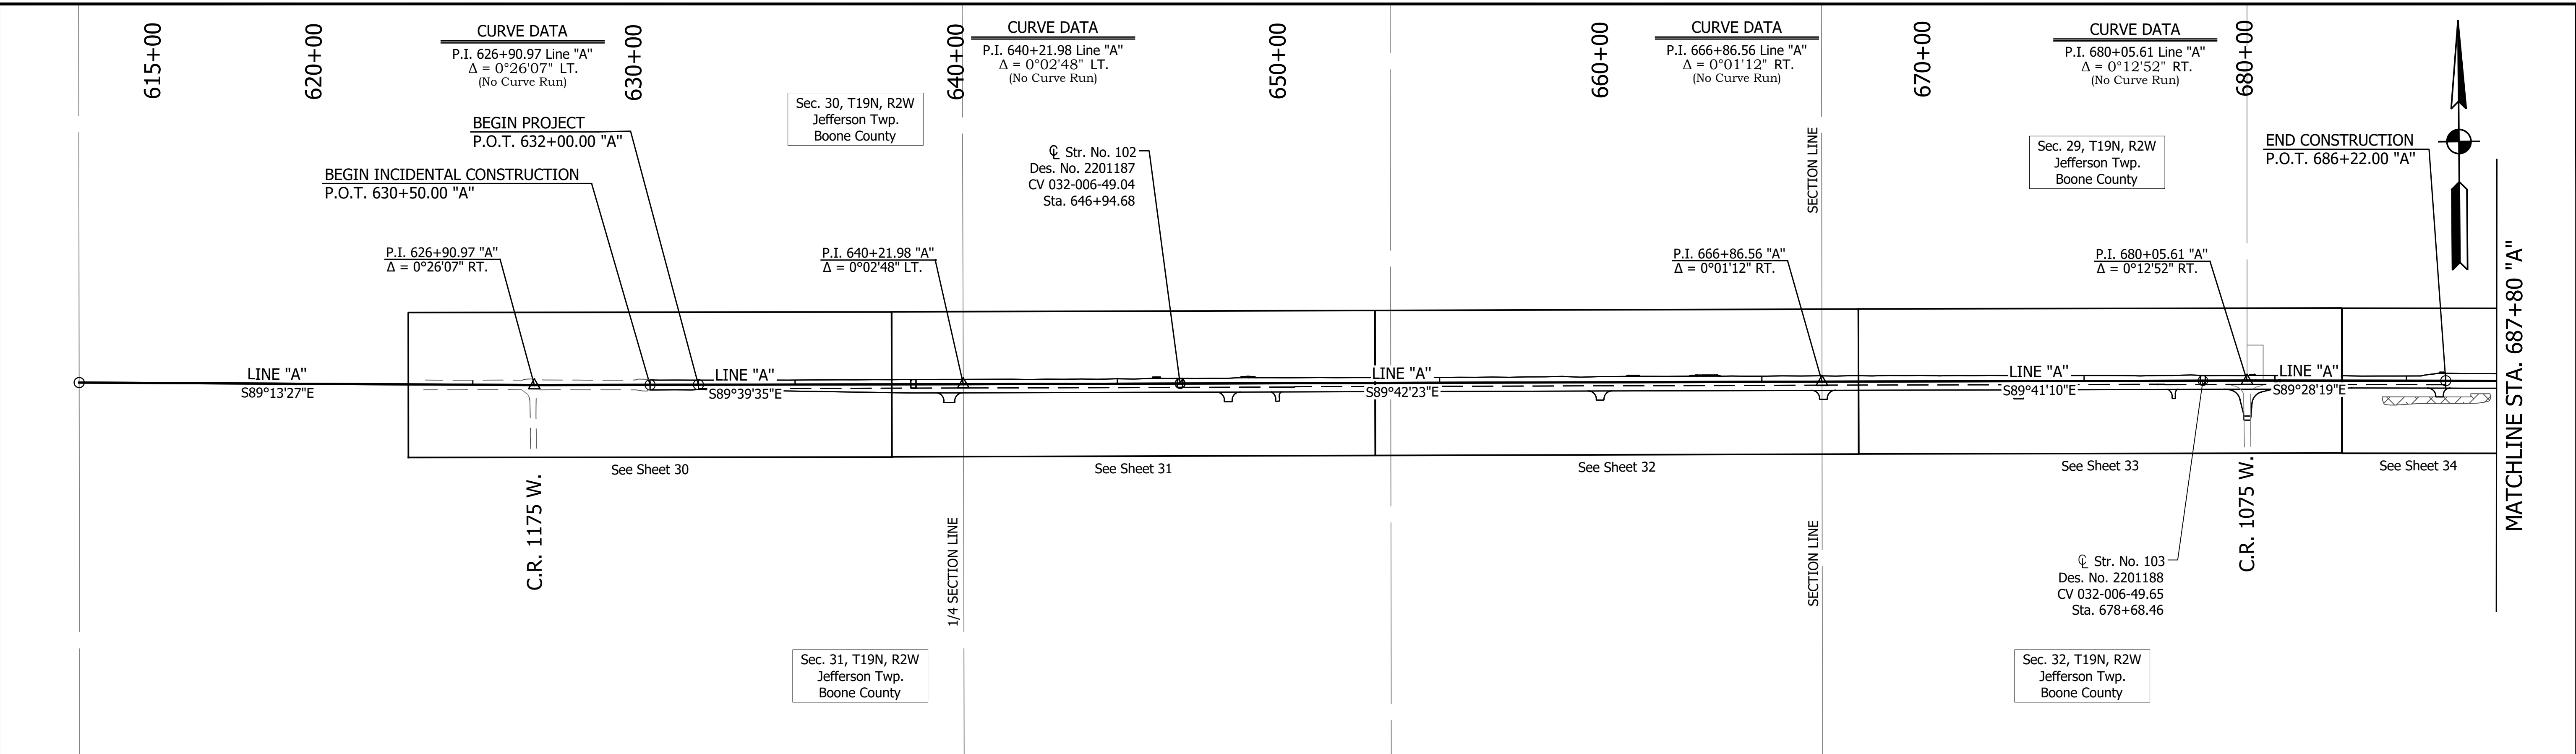 615+00
620+00
CURVE DATA
P.I. 626+90.97 Line "A"
Δ = 0°26'07" LT.
(No Curve Run)
630+00
640+00
CURVE DATA
P.I. 640+21.98 Line "A"
Δ = 0°02'48" LT.
(No Curve Run)
650+00
660+00
CURVE DATA
P.I. 666+86.56 Line "A"
Δ = 0°01'12" RT.
(No Curve Run)
670+00
CURVE DATA
P.I. 680+05.61 Line "A"
Δ = 0°12'52" RT.
(No Curve Run)
680+00
Sec. 30, T19N, R2W
Jefferson Twp.
Boone County
BEGIN PROJECT
P.O.T. 632+00.00 "A"
BEGIN INCIDENTAL CONSTRUCTION
P.O.T. 630+50.00 "A"
℄ Str. No. 102
Des. No. 2201187
CV 032-006-49.04
Sta. 646+94.68
SECTION LINE
Sec. 29, T19N, R2W
Jefferson Twp.
Boone County
END CONSTRUCTION
P.O.T. 686+22.00 "A"
P.I. 626+90.97 "A"
Δ = 0°26'07" RT.
P.I. 640+21.98 "A"
Δ = 0°02'48" LT.
P.I. 666+86.56 "A"
Δ = 0°01'12" RT.
P.I. 680+05.61 "A"
Δ = 0°12'52" RT.
LINE "A"
S89°13'27"E
LINE "A"
S89°39'35"E
LINE "A"
S89°42'23"E
LINE "A"
S89°41'10"E
LINE "A"
S89°28'19"E
MATCHLINE STA. 687+80 "A"
See Sheet 30
See Sheet 31
See Sheet 32
See Sheet 33
See Sheet 34
C.R. 1175 W.
1/4 SECTION LINE
SECTION LINE
C.R. 1075 W.
℄ Str. No. 103
Des. No. 2201188
CV 032-006-49.65
Sta. 678+68.46
Sec. 31, T19N, R2W
Jefferson Twp.
Boone County
Sec. 32, T19N, R2W
Jefferson Twp.
Boone County